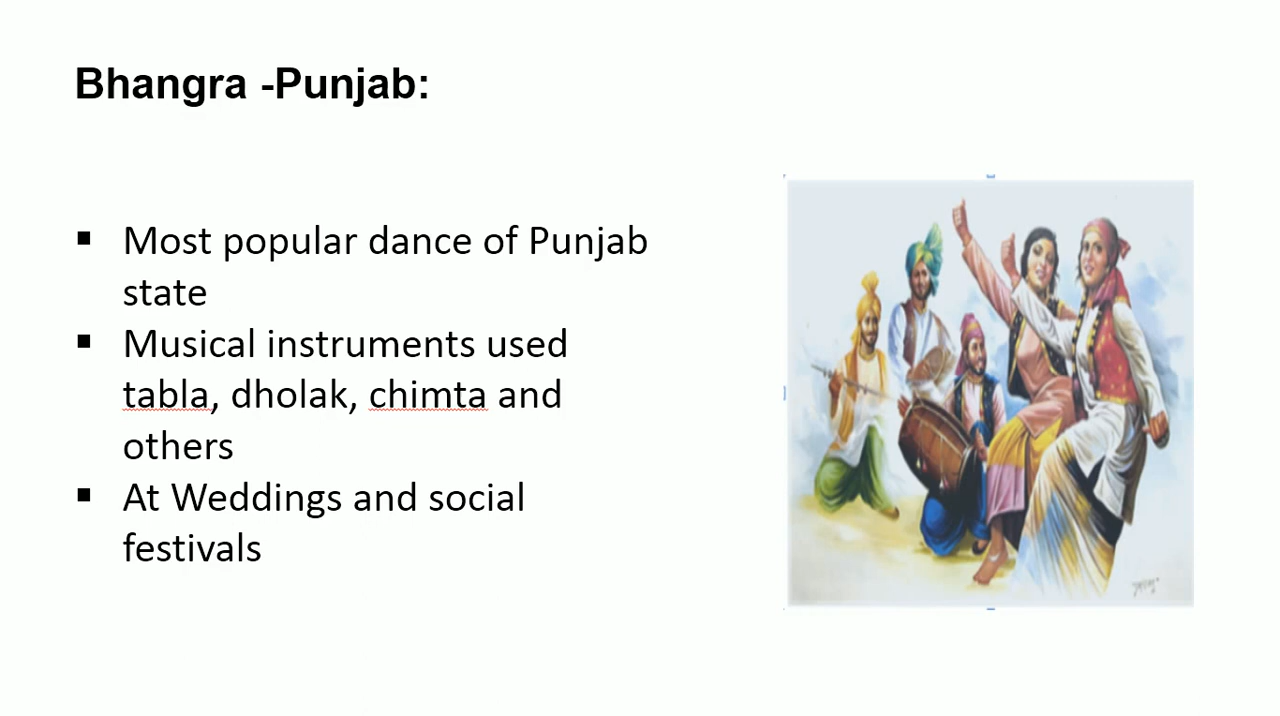 Bhangra -Punjab:
▪ Most popular dance of Punjab
state
▪ Musical instruments used
tabla, dholak, chimta and
others
▪ At Weddings and social
festivals